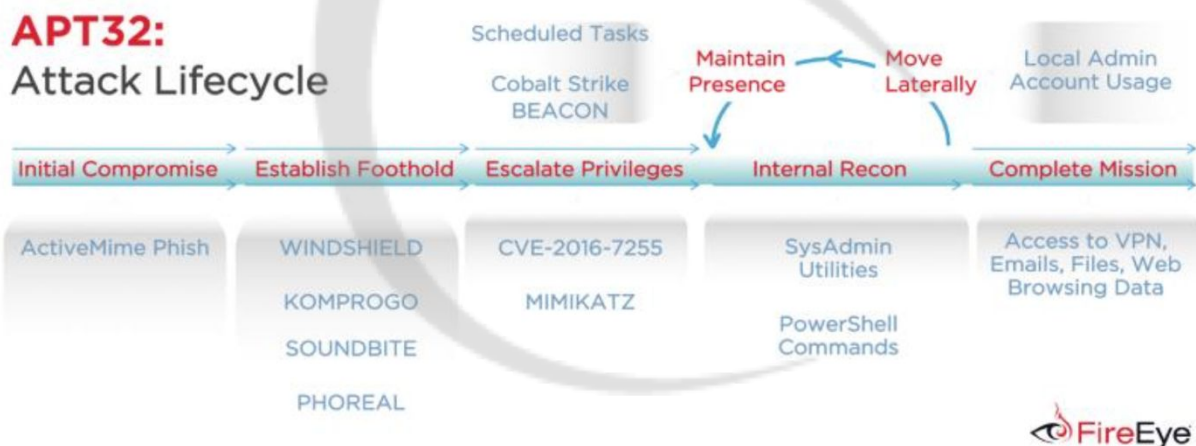 APT32:
Attack Lifecycle
Scheduled Tasks
Cobalt Strike
BEACON
Maintain
Presence
Move
Laterally
Local Admin
Account Usage
Initial Compromise
Establish Foothold
Escalate Privileges
Internal Recon
Complete Mission
ActiveMime Phish
WINDSHIELD
KOMPROGO
SOUNDBITE
PHOREAL
CVE-2016-7255
MIMIKATZ
SysAdmin
Utilities
PowerShell
Commands
Access to VPN,
Emails, Files, Web
Browsing Data
FireEye